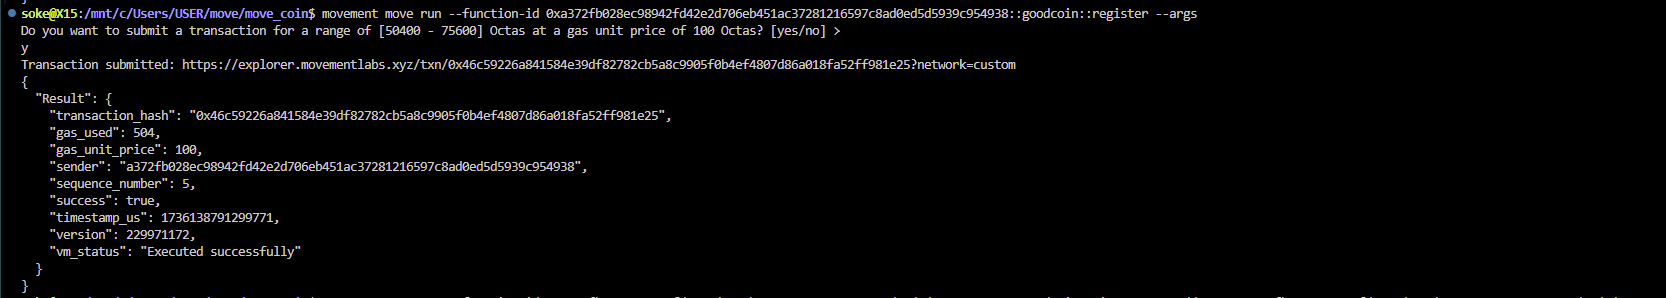 soke@X15:/mnt/c/Users/USER/move/move_coin$ movement move run --function-id 0xa372fb028ec98942fd42e2d706eb451ac37281216597c8ad0ed5d5939c954938::goodcoin::register --args
Do you want to submit a transaction for a range of [50400 - 75600] Octas at a gas unit price of 100 Octas? [yes/no] >
y
Transaction submitted: https://explorer.movementlabs.xyz/txn/0x46c59226a841584e39df82782cb5a8c9905f0b4ef4807d86a018fa52ff981e25?network=custom
{
  "Result": {
    "transaction_hash": "0x46c59226a841584e39df82782cb5a8c9905f0b4ef4807d86a018fa52ff981e25",
    "gas_used": 504,
    "gas_unit_price": 100,
    "sender": "a372fb028ec98942fd42e2d706eb451ac37281216597c8ad0ed5d5939c954938",
    "sequence_number": 5,
    "success": true,
    "timestamp_us": 1736138791299771,
    "version": 229971172,
    "vm_status": "Executed successfully"
  }
}